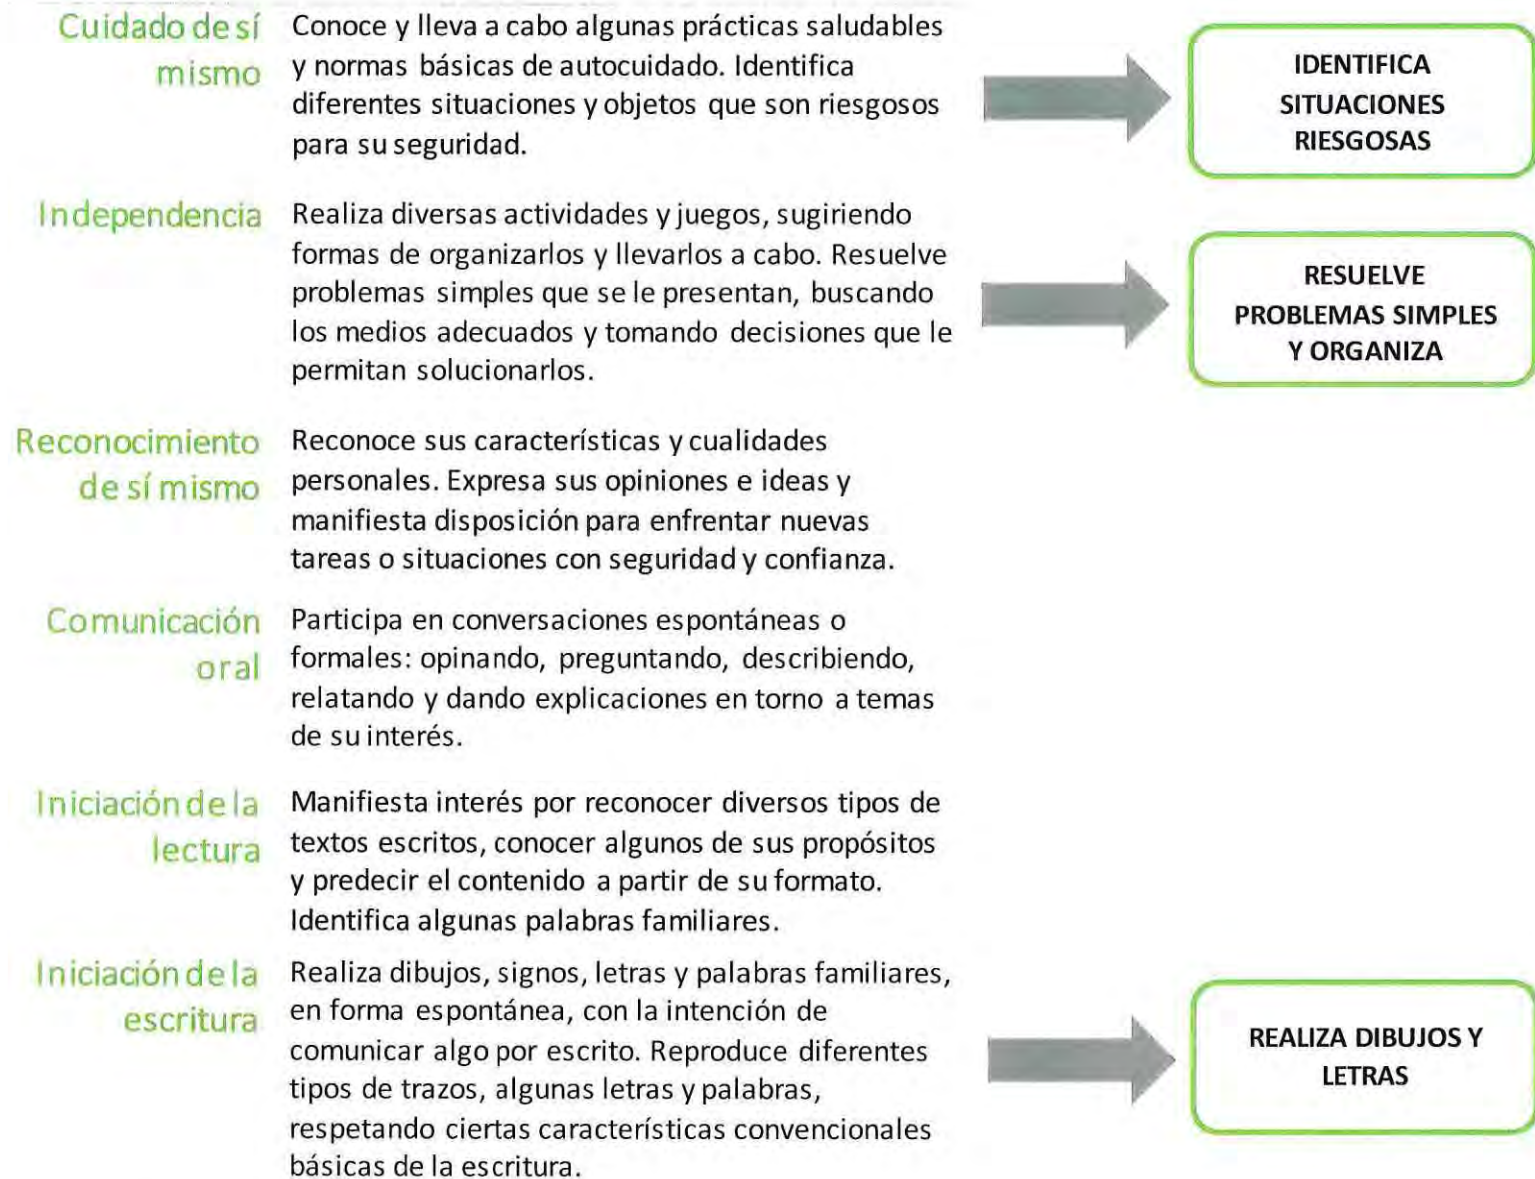 Cuidado de sí
mismo
Conoce y lleva a cabo algunas prácticas saludables
y normas básicas de autocuidado. Identifica
diferentes situaciones y objetos que son riesgosos
para su seguridad.
IDENTIFICA
SITUACIONES
RIESGOSAS
Independencia
Realiza diversas actividades y juegos, sugiriendo
formas de organizarlos y llevarlos a cabo. Resuelve
problemas simples que se le presentan, buscando
los medios adecuados y tomando decisiones que le
permitan solucionarlos.
RESUELVE
PROBLEMAS SIMPLES
Y ORGANIZA
Reconocimiento
de sí mismo
Reconoce sus características y cualidades
personales. Expresa sus opiniones e ideas y
manifiesta disposición para enfrentar nuevas
tareas o situaciones con seguridad y confianza.
Comunicación
oral
Participa en conversaciones espontáneas o
formales: opinando, preguntando, describiendo,
relatando y dando explicaciones en torno a temas
de su interés.
Iniciación de la
lectura
Manifiesta interés por reconocer diversos tipos de
textos escritos, conocer algunos de sus propósitos
y predecir el contenido a partir de su formato.
Identifica algunas palabras familiares.
Iniciación de la
escritura
Realiza dibujos, signos, letras y palabras familiares,
en forma espontánea, con la intención de
comunicar algo por escrito. Reproduce diferentes
tipos de trazos, algunas letras y palabras,
respetando ciertas características convencionales
básicas de la escritura.
REALIZA DIBUJOS Y
LETRAS